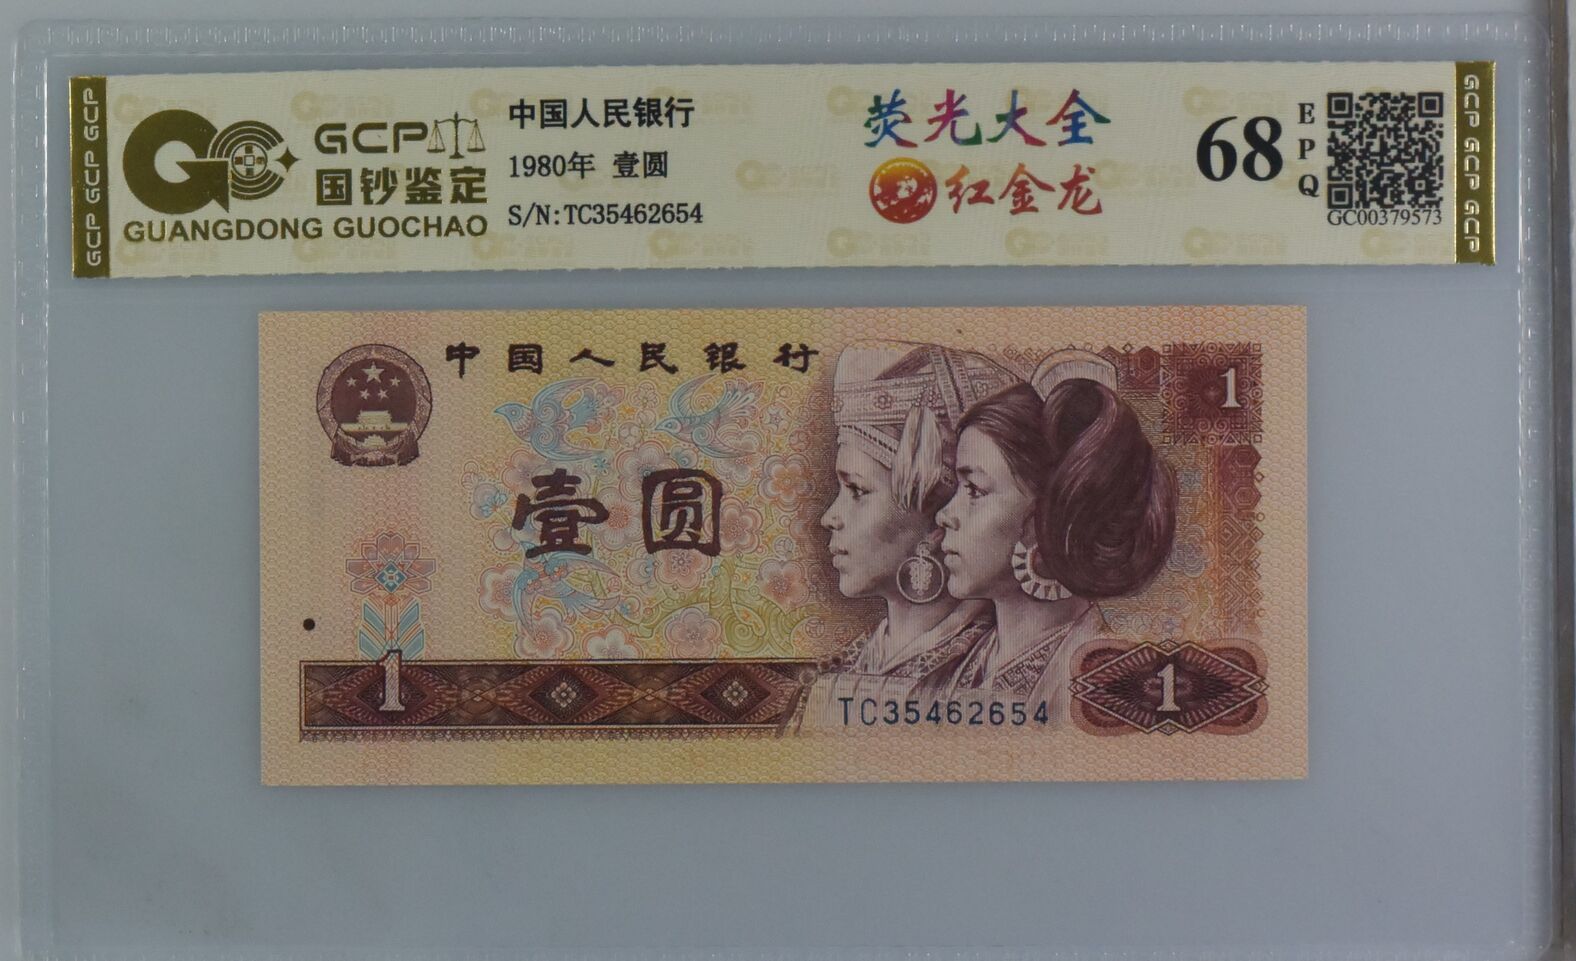 GCP GCP GCP
GCP
国钞鉴定
GUANGDONG GUOCHAO
中国人民银行
1980年 壹圆
S/N:TC35462654
荧光大全
红金龙
68
EPQ
GC00379573
GCP GCP GCP
中国人民银行
1
壹圆
1
TC35462654
1